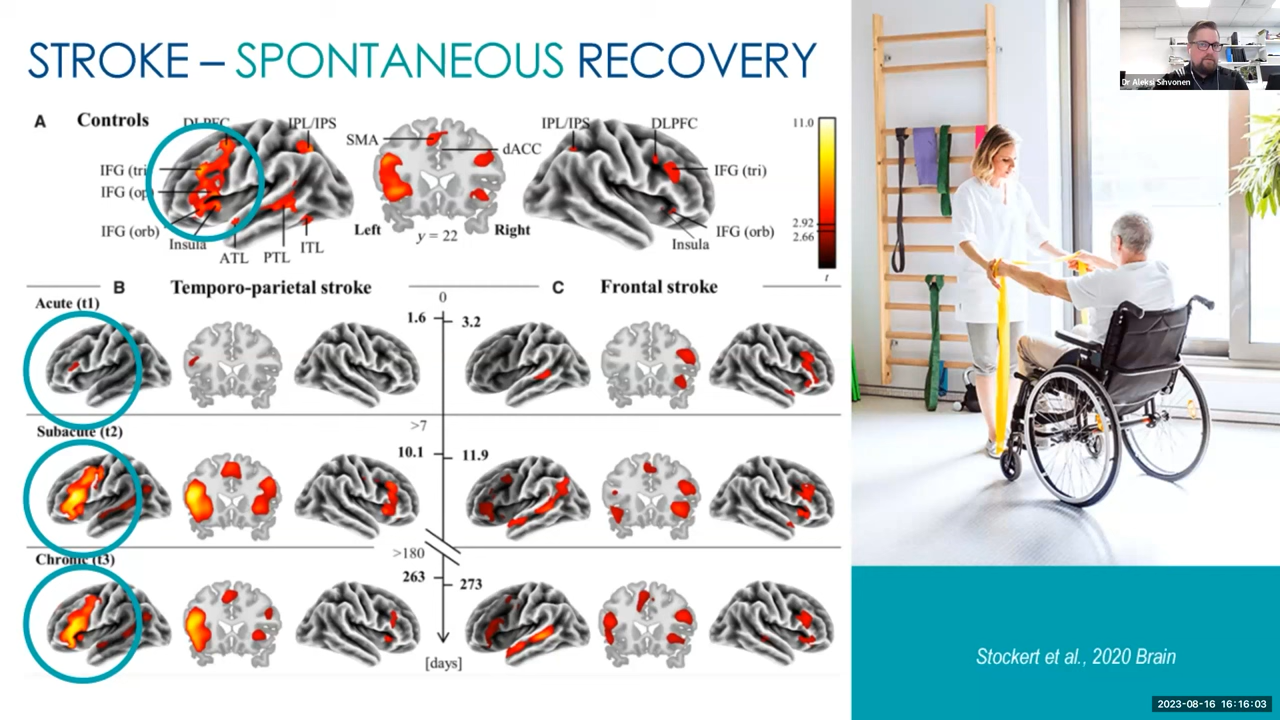 STROKE – SPONTANEOUS RECOVERY
Dr Aleksi Sihvonen
A Controls
DLPFC
IPL/IPS
IFG (tri
IFG (op
IFG (orb)
Insula
ATL
PTL
ITL
SMA
dACC
Left
y = 22
Right
IPL/IPS
DLPFC
IFG (tri)
IFG (orb)
Insula
11.0
2.92
2.66
t
B Temporo-parietal stroke
0
C Frontal stroke
Acute (t1)
1.6
3.2
Subacute (t2)
>7
10.1
11.9
Chronic (t3)
>180
263
273
[days]
Stockert et al., 2020 Brain
2023-08-16 16:16:03